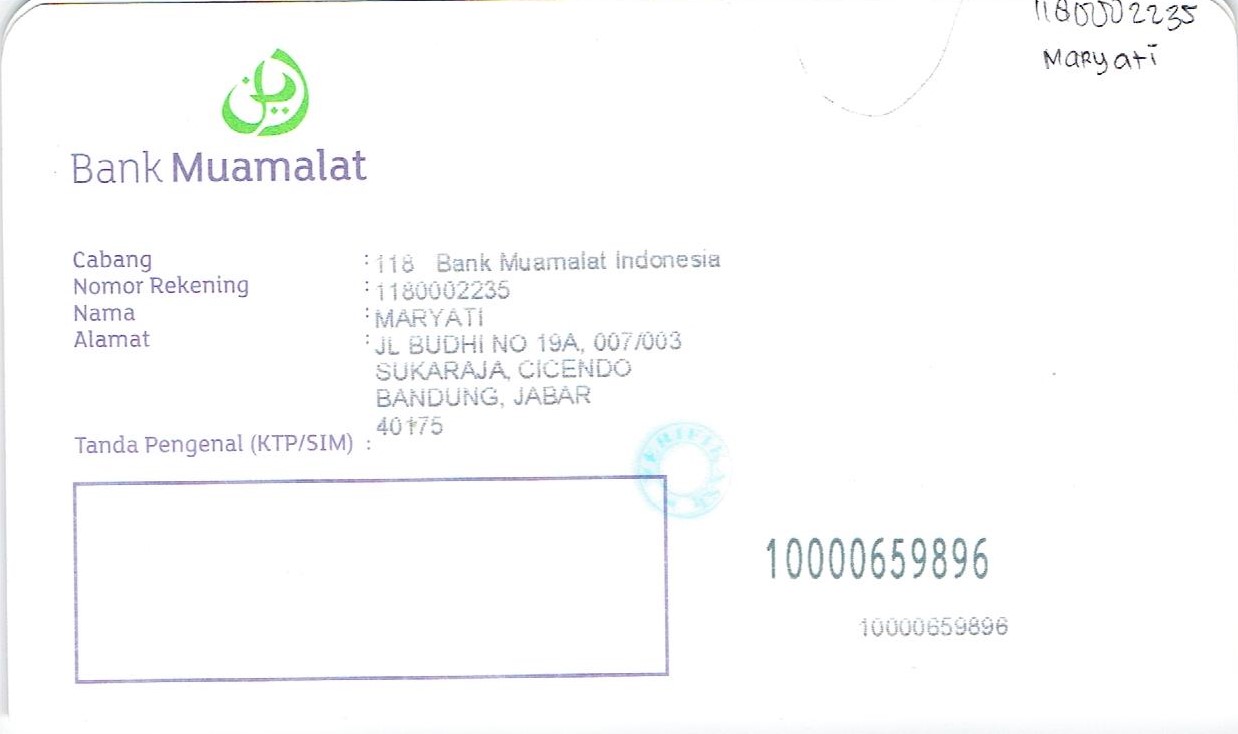 1180002235
Maryati
Bank Muamalat
Cabang : 118 Bank Muamalat Indonesia
Nomor Rekening : 1180002235
Nama : MARYATI
Alamat : JL BUDHI NO 19A, 007/003
SUKARAJA, CICENDO
BANDUNG, JABAR
40175
Tanda Pengenal (KTP/SIM) :
10000659896
10000659896